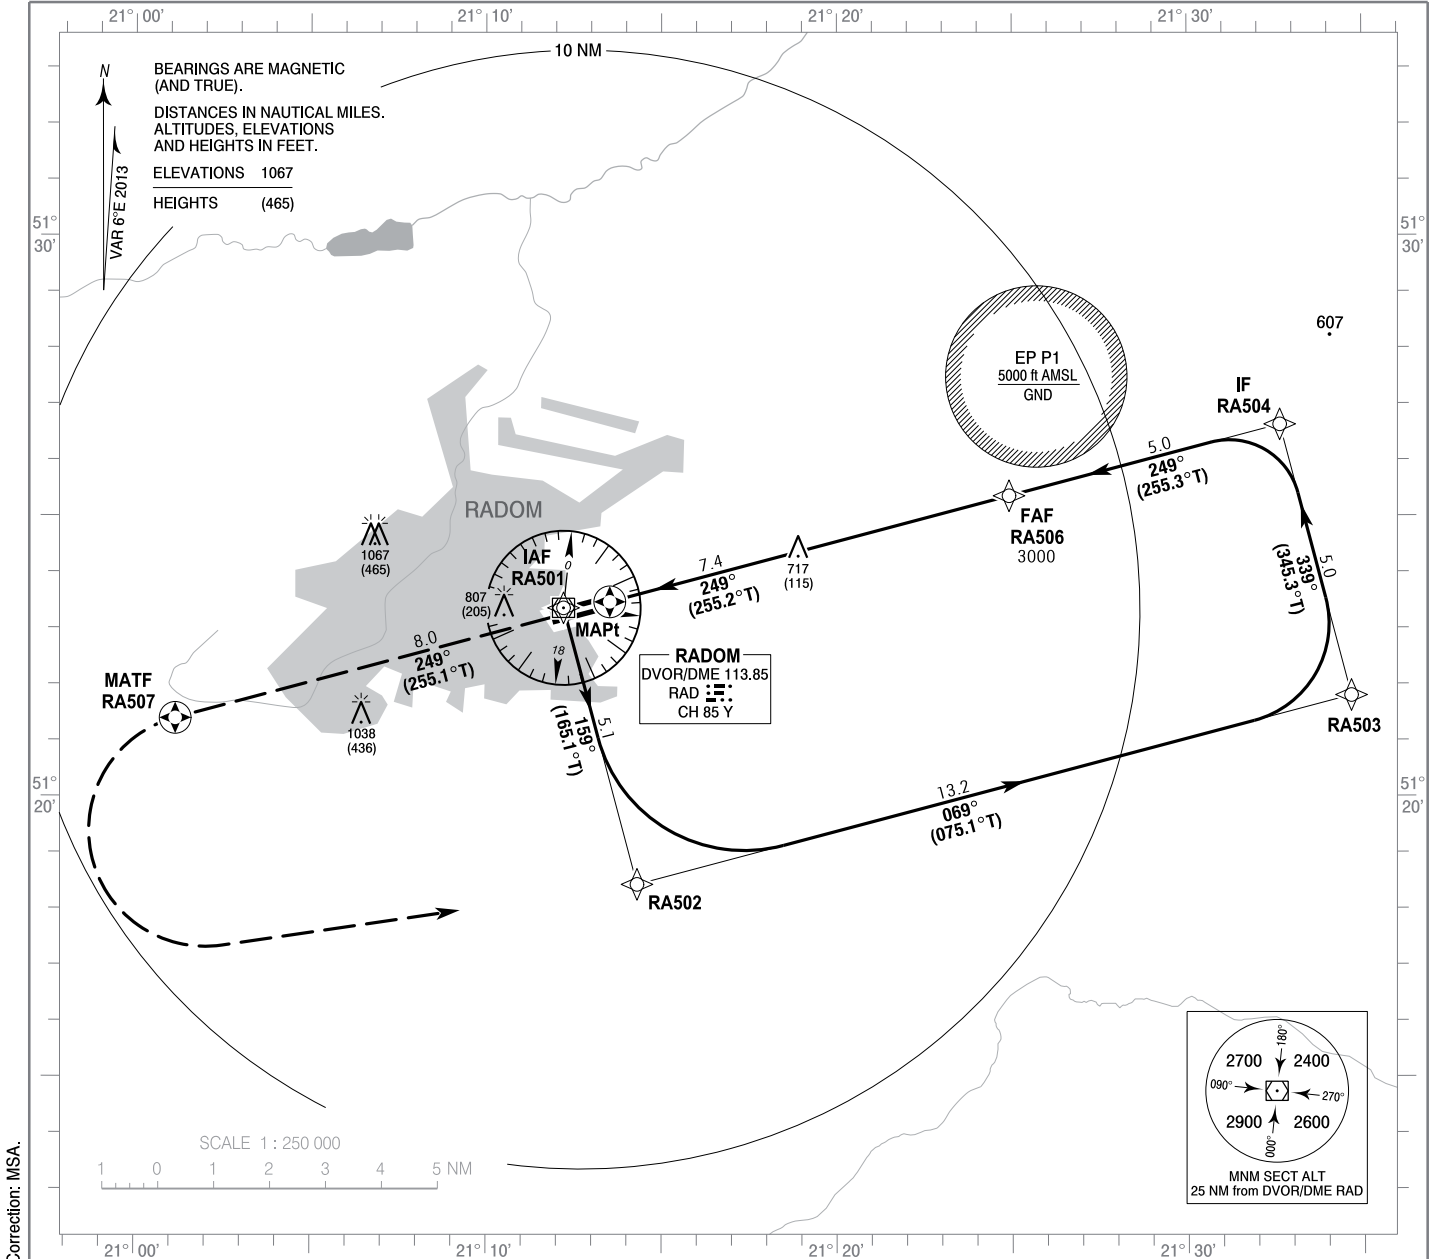 21° 00'
21° 10'
21° 20'
21° 30'
10 NM
N
BEARINGS ARE MAGNETIC
(AND TRUE).
DISTANCES IN NAUTICAL MILES.
ALTITUDES, ELEVATIONS
AND HEIGHTS IN FEET.
ELEVATIONS 1067
HEIGHTS (465)
VAR 6°E 2013
51°
30'
51°
30'
607
EP P1
5000 ft AMSL
GND
IF
RA504
5.0
249°
(255.3°T)
FAF
RA506
3000
RADOM
1067
(465)
IAF
RA501
0
717
(115)
7.4
249°
(255.2°T)
807
(205)
MAPt
339°
(345.3°T)
5.0
8.0
249°
(255.1°T)
18
RADOM
DVOR/DME 113.85
RAD
CH 85 Y
MATF
RA507
1038
(436)
5.1
159°
(165.1°T)
RA503
51°
20'
51°
20'
13.2
069°
(075.1°T)
RA502
180°
2700 2400
090°
270°
2900 2600
000°
MNM SECT ALT
25 NM from DVOR/DME RAD
SCALE 1 : 250 000
1 0 1 2 3 4 5 NM
Correction: MSA.
21° 00'
21° 10'
21° 20'
21° 30'